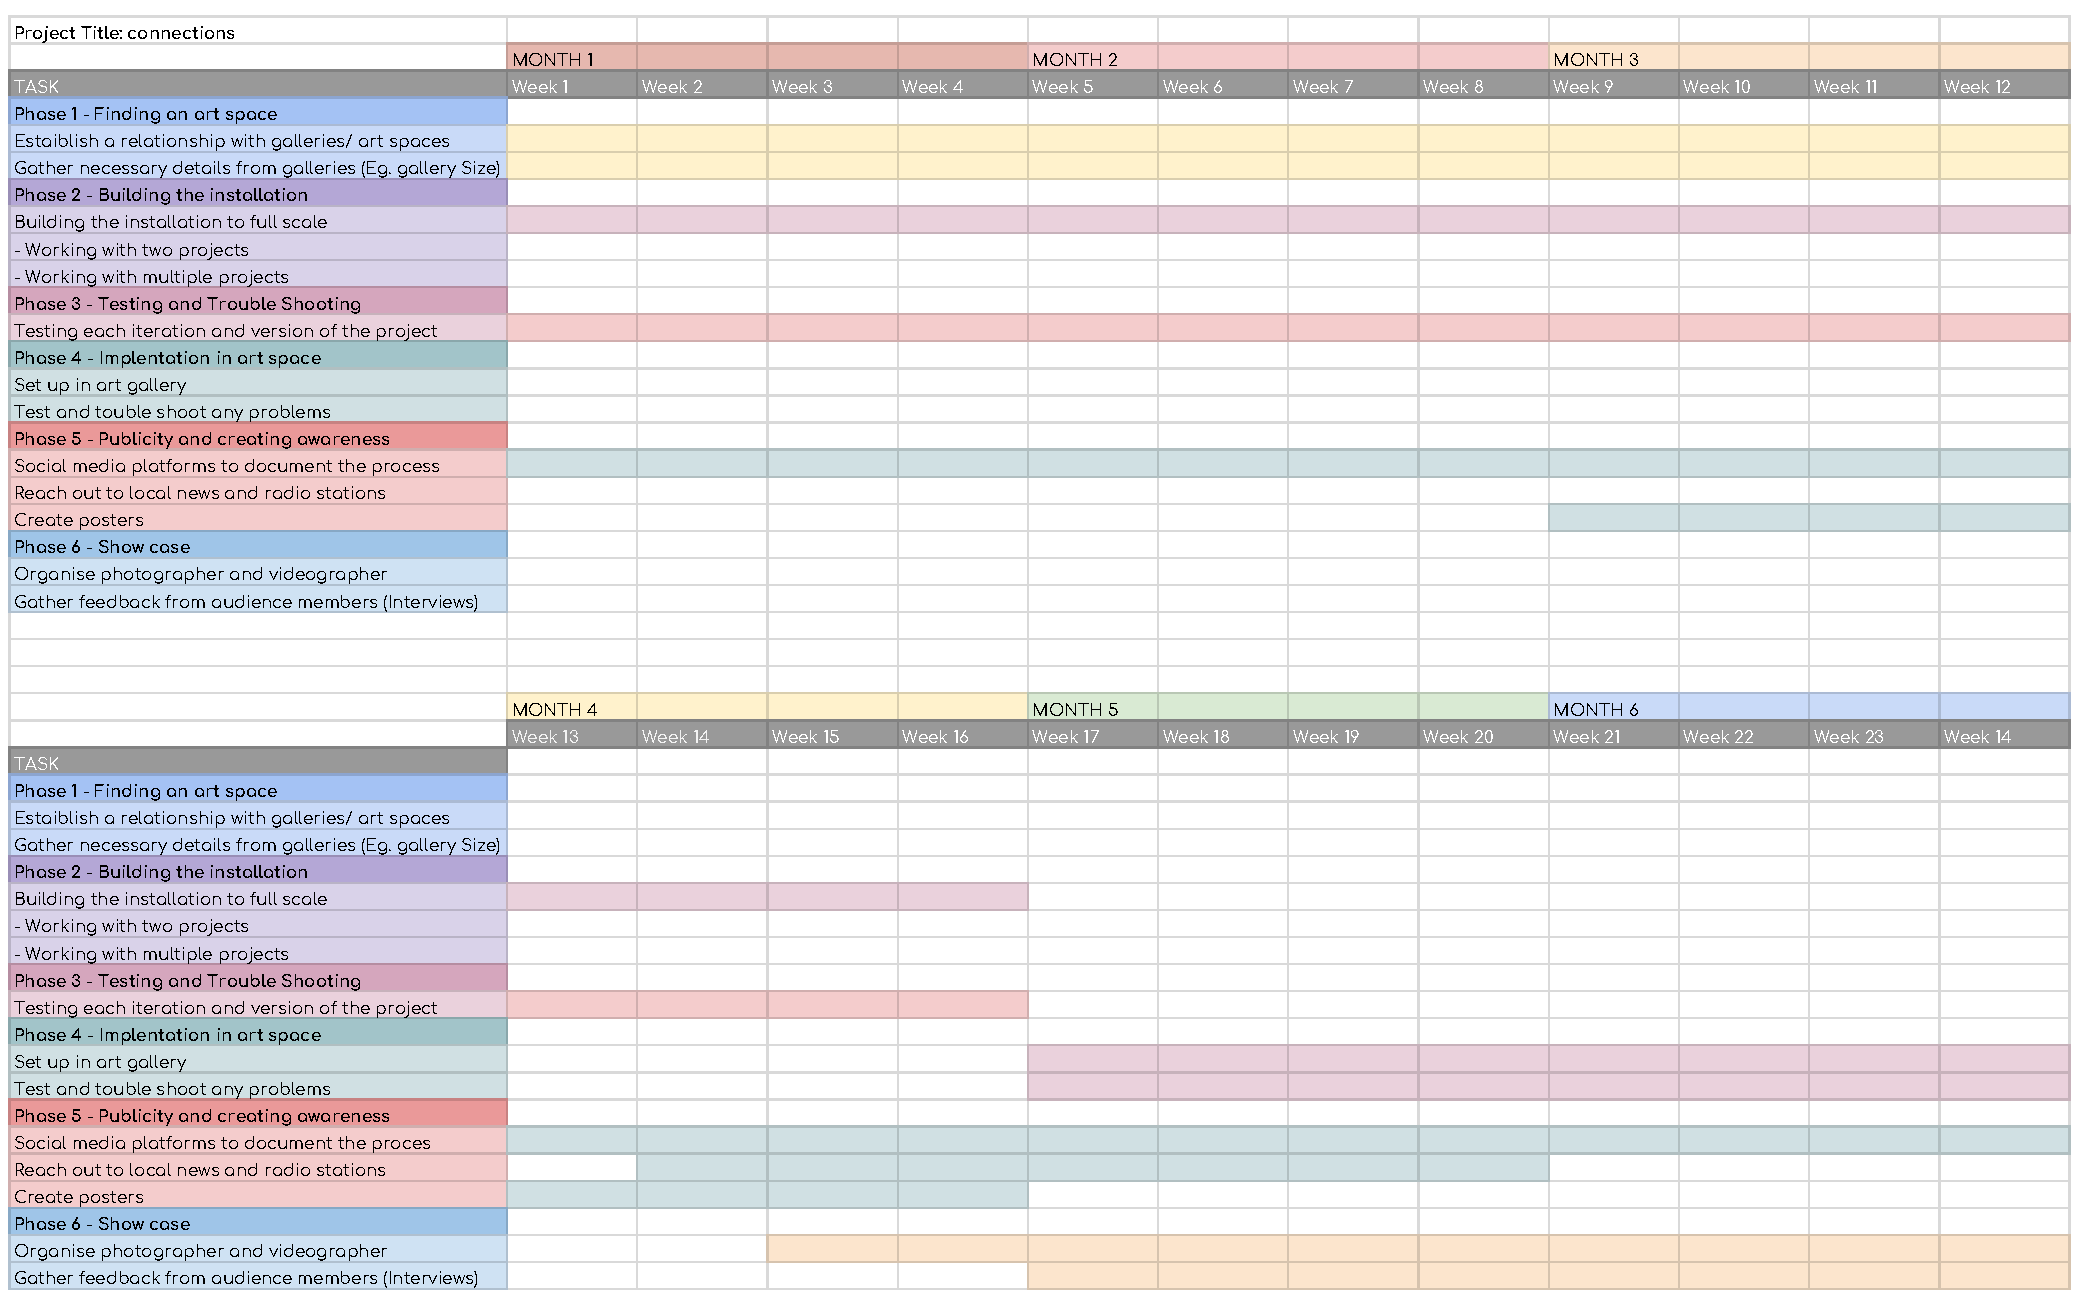 Project Title: connections
MONTH 1 MONTH 2 MONTH 3
TASK Week 1 Week 2 Week 3 Week 4 Week 5 Week 6 Week 7 Week 8 Week 9 Week 10 Week 11 Week 12
Phase 1 - Finding an art space
Estaiblish a relationship with galleries/ art spaces
Gather necessary details from galleries (Eg. gallery Size)
Phase 2 - Building the installation
Building the installation to full scale
- Working with two projects
- Working with multiple projects
Phase 3 - Testing and Trouble Shooting
Testing each iteration and version of the project
Phase 4 - Implentation in art space
Set up in art gallery
Test and touble shoot any problems
Phase 5 - Publicity and creating awareness
Social media platforms to document the process
Reach out to local news and radio stations
Create posters
Phase 6 - Show case
Organise photographer and videographer
Gather feedback from audience members (Interviews)
MONTH 4 MONTH 5 MONTH 6
Week 13 Week 14 Week 15 Week 16 Week 17 Week 18 Week 19 Week 20 Week 21 Week 22 Week 23 Week 14
TASK
Phase 1 - Finding an art space
Estaiblish a relationship with galleries/ art spaces
Gather necessary details from galleries (Eg. gallery Size)
Phase 2 - Building the installation
Building the installation to full scale
- Working with two projects
- Working with multiple projects
Phase 3 - Testing and Trouble Shooting
Testing each iteration and version of the project
Phase 4 - Implentation in art space
Set up in art gallery
Test and touble shoot any problems
Phase 5 - Publicity and creating awareness
Social media platforms to document the proces
Reach out to local news and radio stations
Create posters
Phase 6 - Show case
Organise photographer and videographer
Gather feedback from audience members (Interviews)